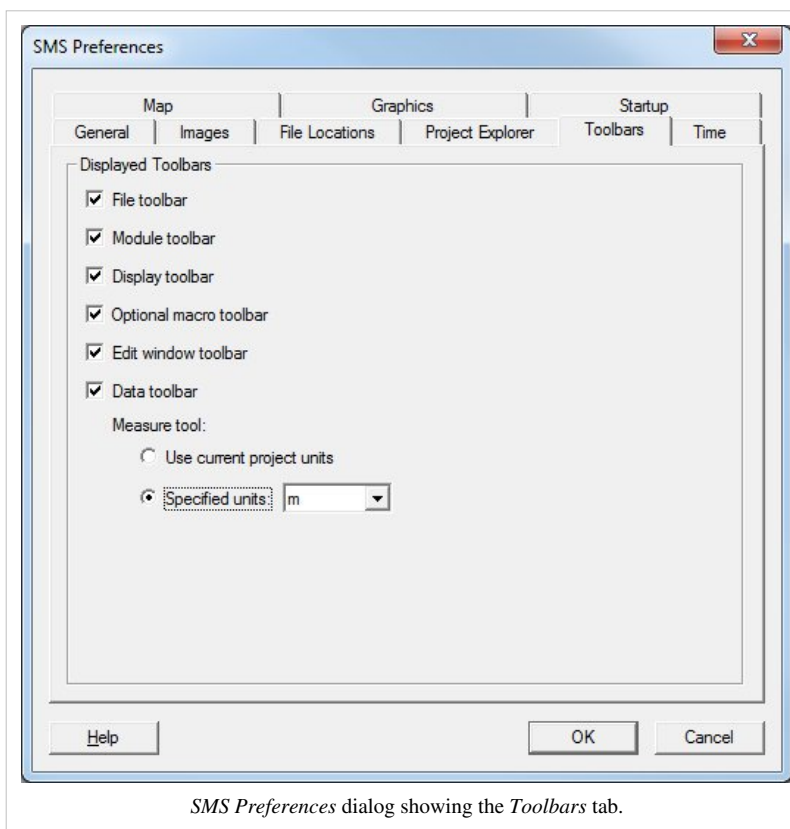 SMS Preferences
Map Graphics Startup
General Images File Locations Project Explorer Toolbars Time
Displayed Toolbars
File toolbar
Module toolbar
Display toolbar
Optional macro toolbar
Edit window toolbar
Data toolbar
Measure tool:
Use current project units
Specified units: m
Help OK Cancel
SMS Preferences dialog showing the Toolbars tab.